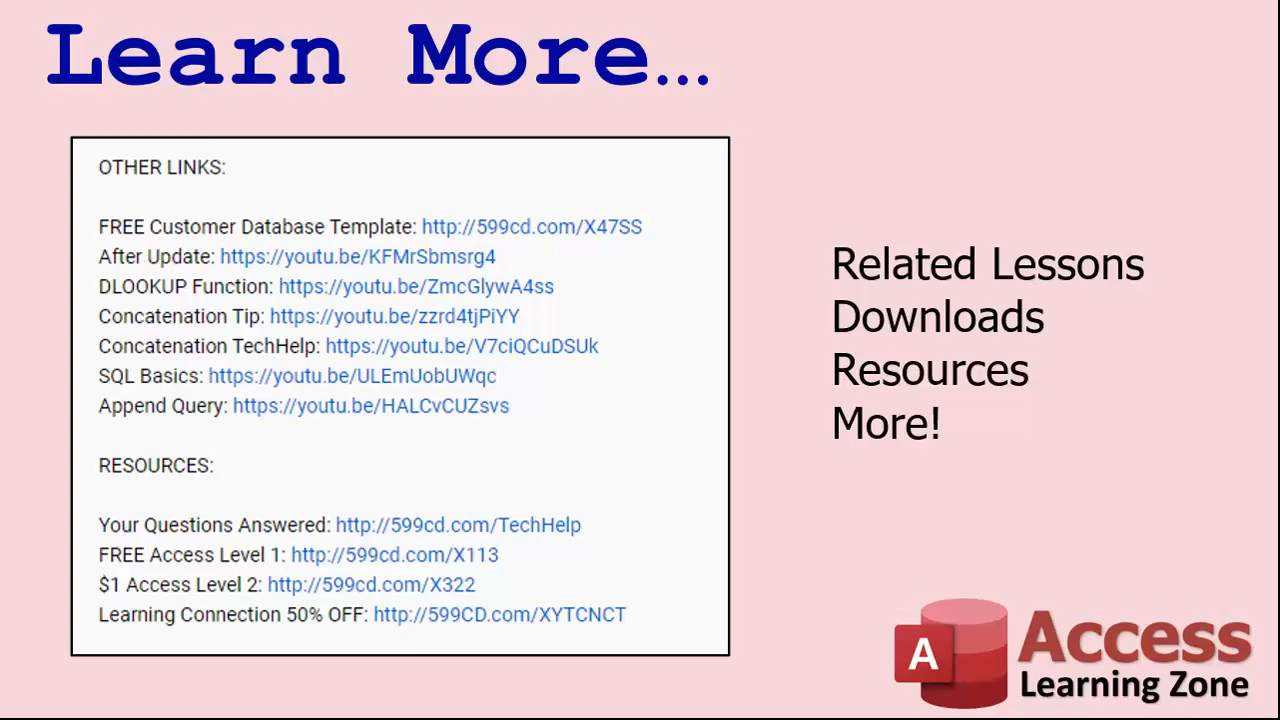 Learn More...
OTHER LINKS:
FREE Customer Database Template: http://599cd.com/X47SS
After Update: https://youtu.be/KFMrSbmsrg4
DLOOKUP Function: https://youtu.be/ZmcGlywA4ss
Concatenation Tip: https://youtu.be/zzrd4tjPiYY
Concatenation TechHelp: https://youtu.be/V7ciQCuDSUk
SQL Basics: https://youtu.be/ULEmUobUWqc
Append Query: https://youtu.be/HALCvCUZsvs
RESOURCES:
Your Questions Answered: http://599cd.com/TechHelp
FREE Access Level 1: http://599cd.com/X113
$1 Access Level 2: http://599cd.com/X322
Learning Connection 50% OFF: http://599CD.com/XYTCNCT
Related Lessons
Downloads
Resources
More!
A
Access
Learning Zone